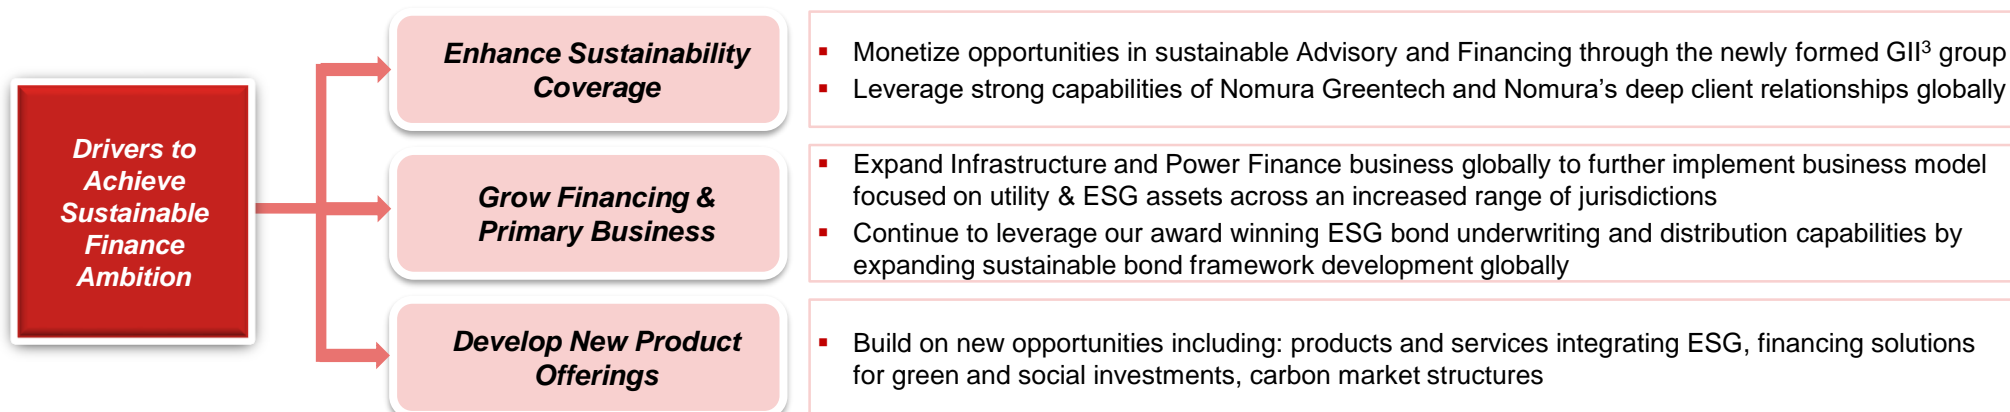 Drivers to
Achieve
Sustainable
Finance
Ambition
Enhance Sustainability
Coverage
▪ Monetize opportunities in sustainable Advisory and Financing through the newly formed GII³ group
▪ Leverage strong capabilities of Nomura Greentech and Nomura’s deep client relationships globally
Grow Financing &
Primary Business
▪ Expand Infrastructure and Power Finance business globally to further implement business model
focused on utility & ESG assets across an increased range of jurisdictions
▪ Continue to leverage our award winning ESG bond underwriting and distribution capabilities by
expanding sustainable bond framework development globally
Develop New Product
Offerings
▪ Build on new opportunities including: products and services integrating ESG, financing solutions
for green and social investments, carbon market structures